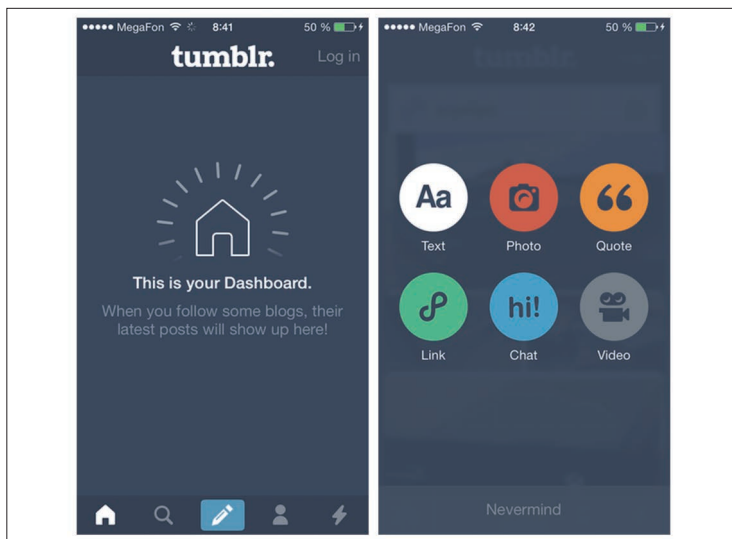 MegaFon 8:41 50 %
tumblr. Log in
This is your Dashboard.
When you follow some blogs, their
latest posts will show up here!
MegaFon 8:42 50 %
tumblr.
Aa
Text
Photo
Quote
Link
hi!
Chat
Video
Nevermind